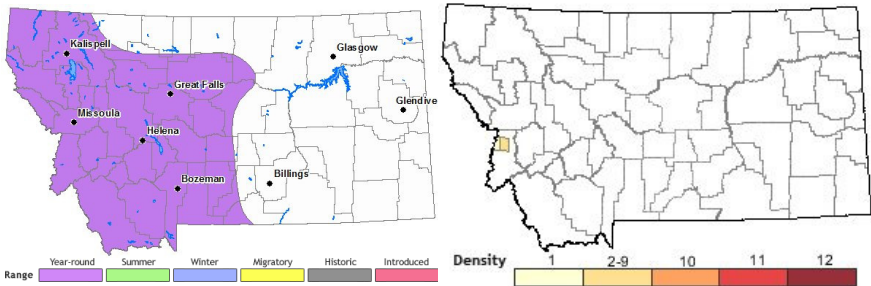 Kalispell
Glasgow
Great Falls
Glendive
Missoula
Helena
Bozeman
Billings
Year-round Summer Winter Migratory Historic Introduced
Range
Density 1 2-9 10 11 12